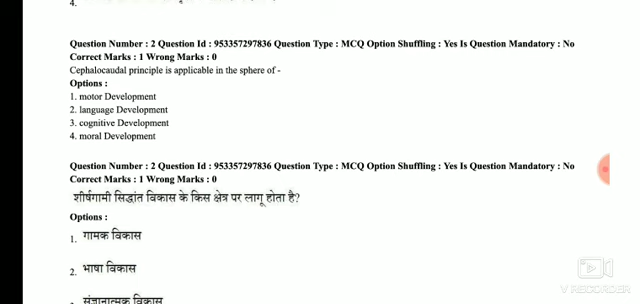 4.
Question Number : 2 Question Id : 953357297836 Question Type : MCQ Option Shuffling : Yes Is Question Mandatory : No
Correct Marks : 1 Wrong Marks : 0
Cephalocaudal principle is applicable in the sphere of -
Options :
1. motor Development
2. language Development
3. cognitive Development
4. moral Development
Question Number : 2 Question Id : 953357297836 Question Type : MCQ Option Shuffling : Yes Is Question Mandatory : No
Correct Marks : 1 Wrong Marks : 0
शीर्षगामी सिद्धांत विकास के किस क्षेत्र पर लागू होता है?
Options :
1. गामक विकास
2. भाषा विकास
संज्ञानात्मक विकास
V RECORDER